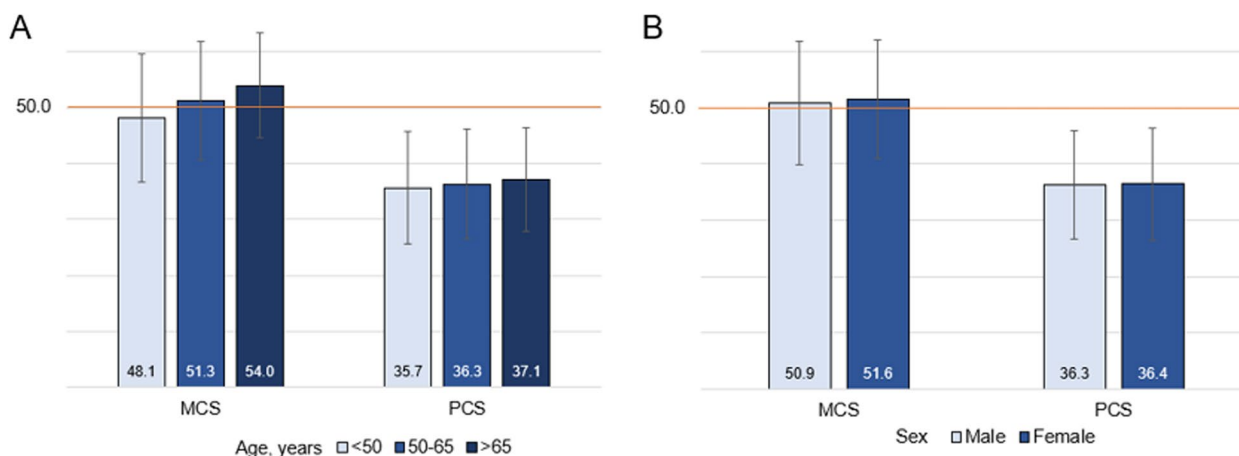 A
50.0
48.1 51.3 54.0 35.7 36.3 37.1
MCS PCS
Age, years <50 50-65 >65
B
50.0
50.9 51.6 36.3 36.4
MCS PCS
Sex Male Female